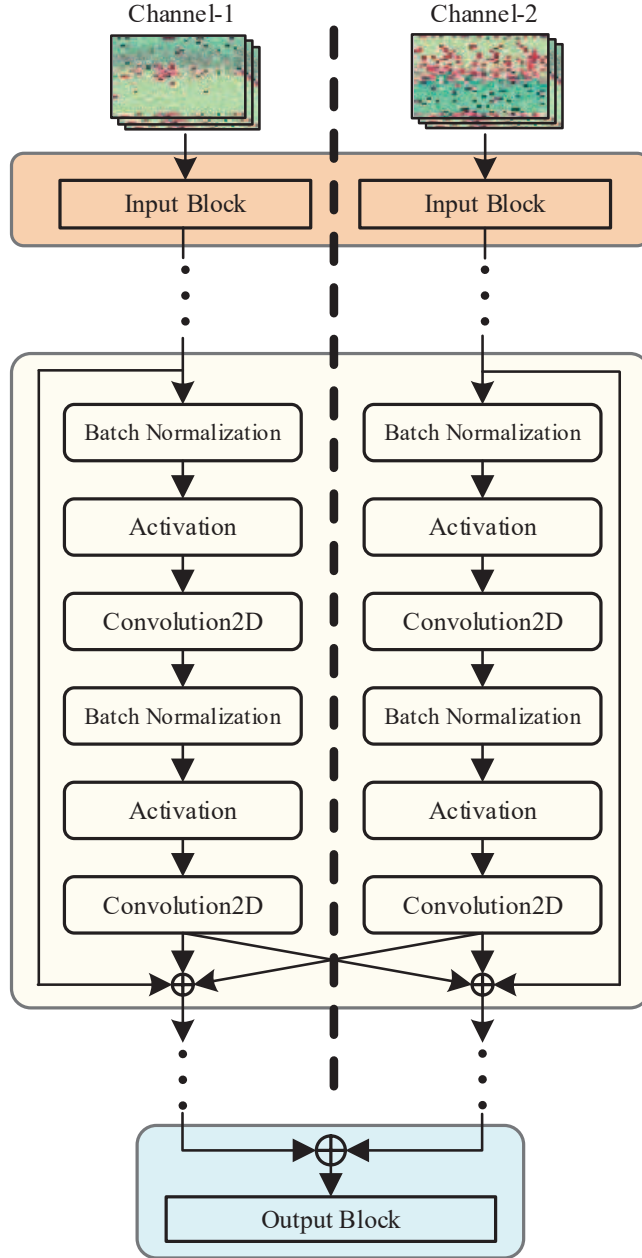 Channel-1
Channel-2
Input Block
Input Block
Batch Normalization
Batch Normalization
Activation
Activation
Convolution2D
Convolution2D
Batch Normalization
Batch Normalization
Activation
Activation
Convolution2D
Convolution2D
Output Block